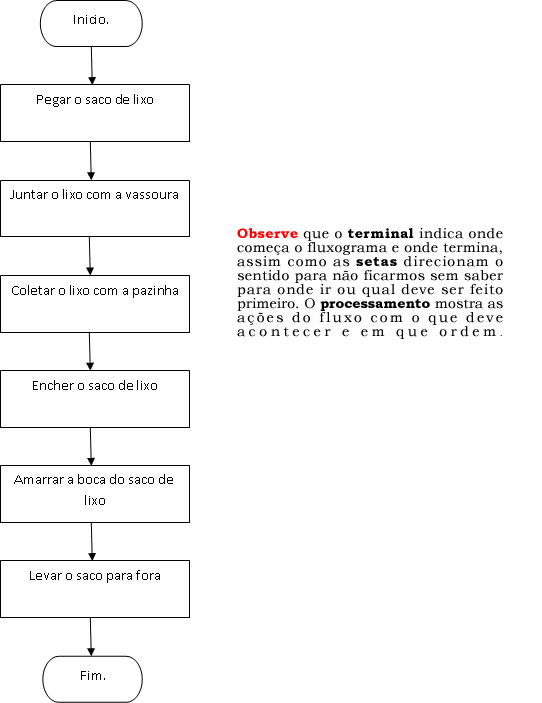 Inicio.
Pegar o saco de lixo
Juntar o lixo com a vassoura
Coletar o lixo com a pazinha
Encher o saco de lixo
Amarrar a boca do saco de
lixo
Levar o saco para fora
Fim.
Observe que o terminal indica onde
começa o fluxograma e onde termina,
assim como as setas direcionam o
sentido para não ficarmos sem saber
para onde ir ou qual deve ser feito
primeiro. O processamento mostra as
ações do fluxo com o que deve
acontecer e em que ordem.